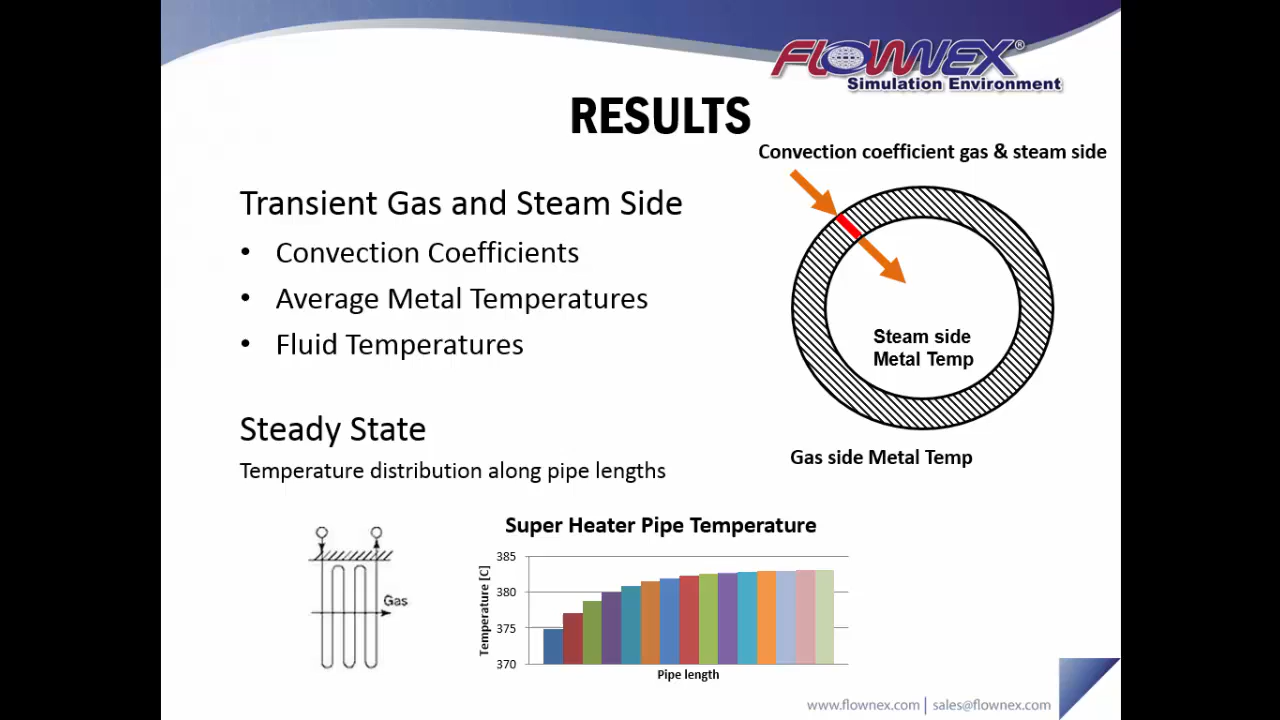 FLOWNEX®
Simulation Environment
RESULTS
Convection coefficient gas & steam side
Transient Gas and Steam Side
• Convection Coefficients
• Average Metal Temperatures
• Fluid Temperatures
Steam side
Metal Temp
Gas side Metal Temp
Steady State
Temperature distribution along pipe lengths
Gas
Super Heater Pipe Temperature
Temperature [C]
385
380
375
370
Pipe length
www.flownex.com | sales@flownex.com